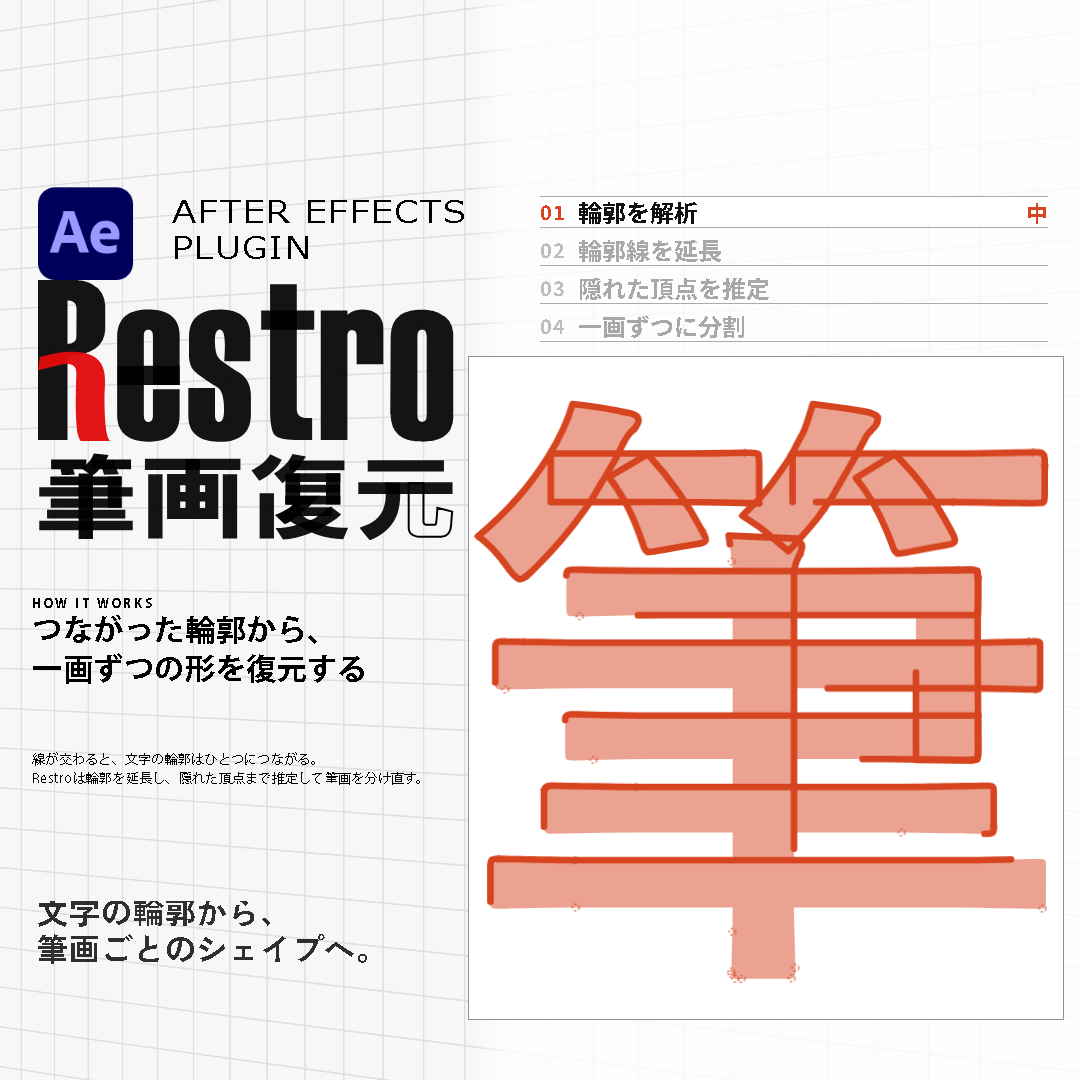 Ae
AFTER EFFECTS
PLUGIN
Restro
筆画復元
HOW IT WORKS
つながった輪郭から、
一画ずつの形を復元する
線が交わると、文字の輪郭はひとつにつながる。
Restroは輪郭を延長し、隠れた頂点まで推定して筆画を分け直す。
文字の輪郭から、
筆画ごとのシェイプへ。
01 輪郭を解析 中
02 輪郭線を延長
03 隠れた頂点を推定
04 一画ずつに分割
筆